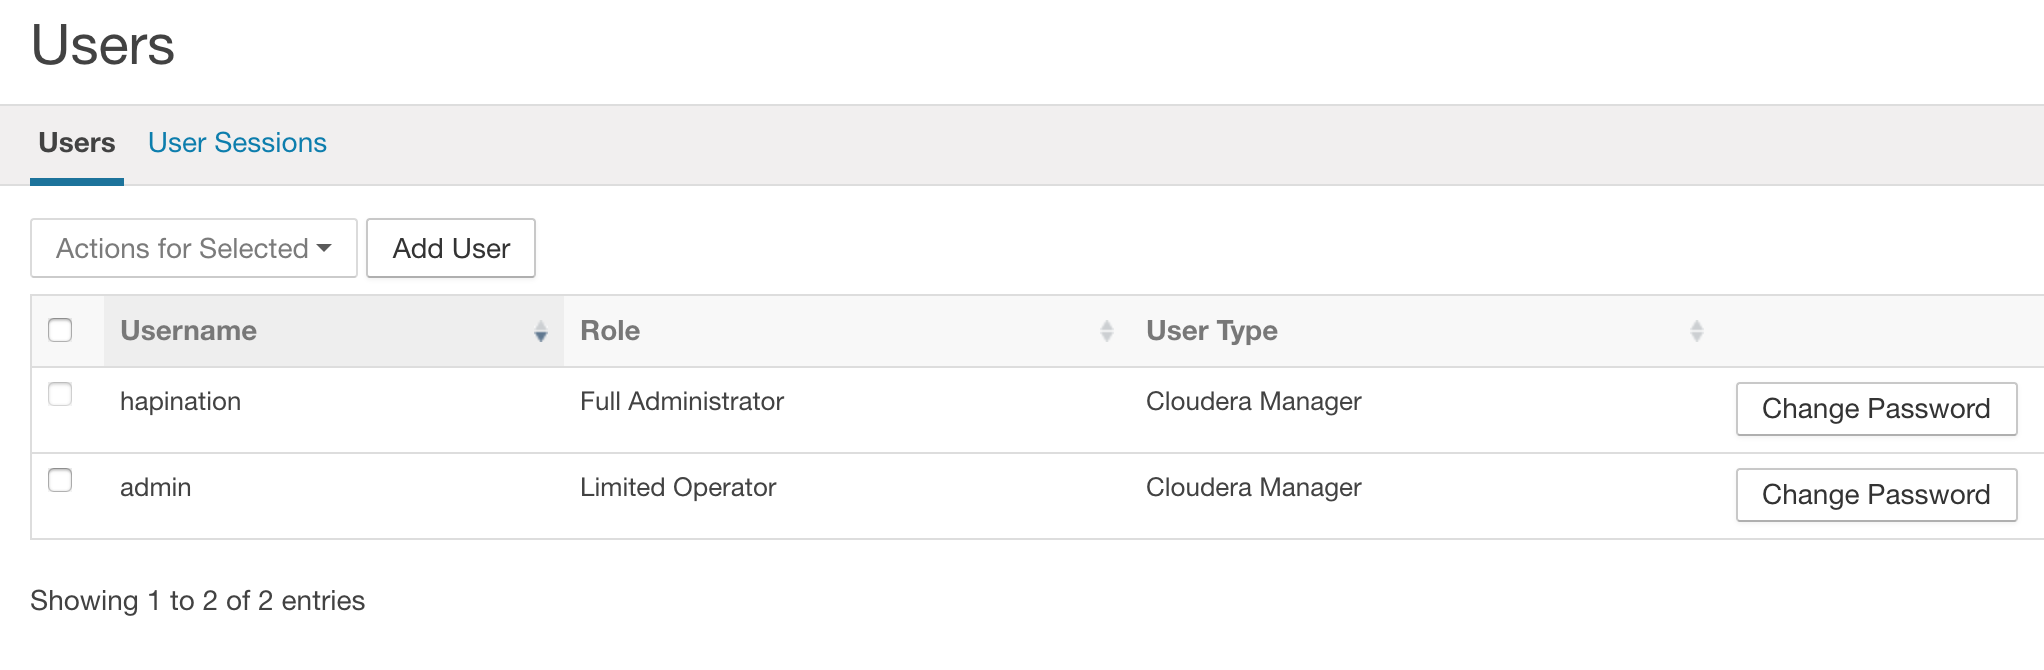 Users
Users User Sessions
Actions for Selected Add User
Username Role User Type
hapination Full Administrator Cloudera Manager Change Password
admin Limited Operator Cloudera Manager Change Password
Showing 1 to 2 of 2 entries